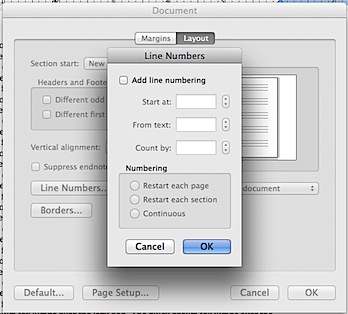 Document
Margins Layout
Section start: New
Line Numbers
Headers and Foote
Add line numbering
Different odd
Start at:
Different first
From text:
Vertical alignment:
Count by:
Suppress endnote
Numbering
Line Numbers...
Restart each page
document
Restart each section
Borders...
Continuous
Cancel OK
Default... Page Setup... Cancel OK